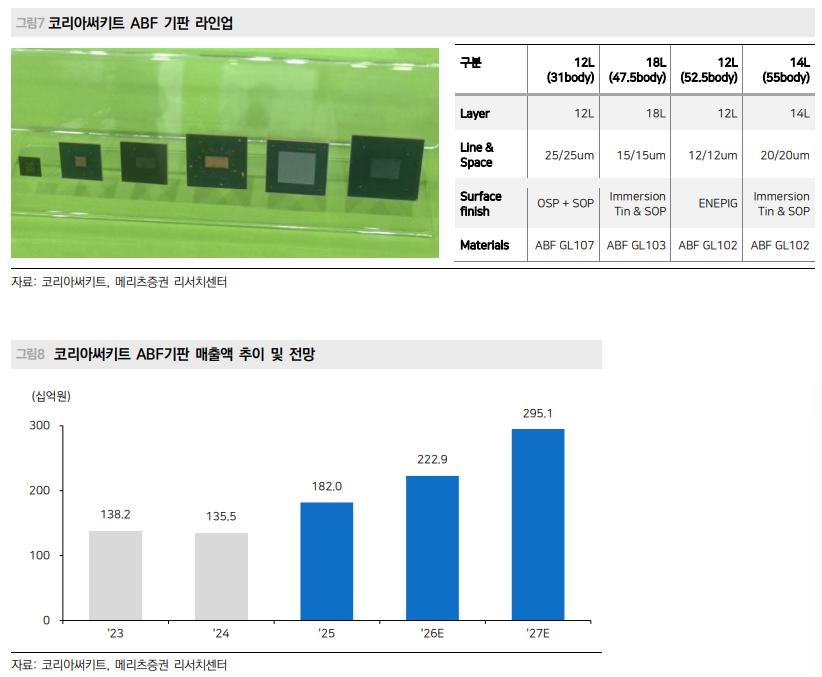 그림7 코리아써키트 ABF 기판 라인업
구분 12L (31body) 18L (47.5body) 12L (52.5body) 14L (55body)
Layer 12L 18L 12L 14L
Line & Space 25/25um 15/15um 12/12um 20/20um
Surface finish OSP + SOP Immersion Tin & SOP ENEPIG Immersion Tin & SOP
Materials ABF GL107 ABF GL103 ABF GL102 ABF GL102
자료: 코리아써키트, 메리츠증권 리서치센터
그림8 코리아써키트 ABF기판 매출액 추이 및 전망
(십억원)
300
200
100
0
138.2
135.5
182.0
222.9
295.1
'23 '24 '25 '26E '27E
자료: 코리아써키트, 메리츠증권 리서치센터